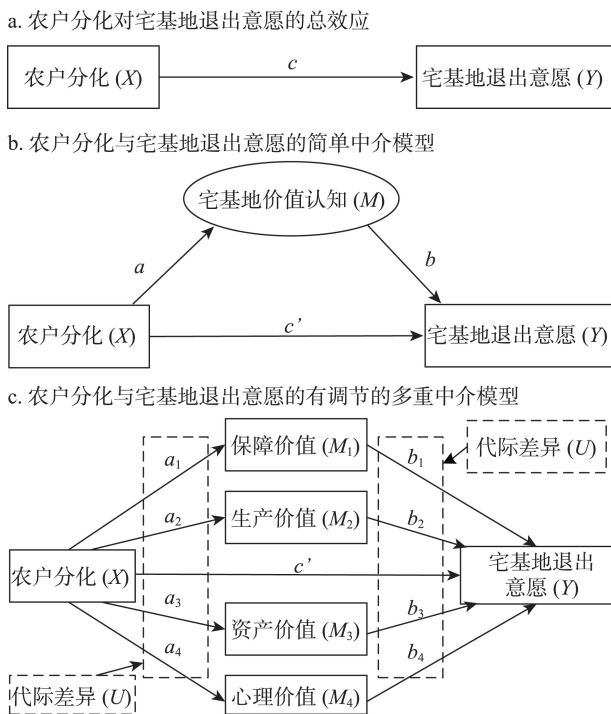 a. 农户分化对宅基地退出意愿的总效应
农户分化 (X)
c
宅基地退出意愿 (Y)
b. 农户分化与宅基地退出意愿的简单中介模型
宅基地价值认知 (M)
a
b
农户分化 (X)
c’
宅基地退出意愿 (Y)
c. 农户分化与宅基地退出意愿的有调节的多重中介模型
保障价值 (M₁)
代际差异 (U)
a₁
b₁
生产价值 (M₂)
a₂
b₂
农户分化 (X)
c’
宅基地退出
意愿 (Y)
a₃
b₃
资产价值 (M₃)
a₄
b₄
代际差异 (U)
心理价值 (M₄)